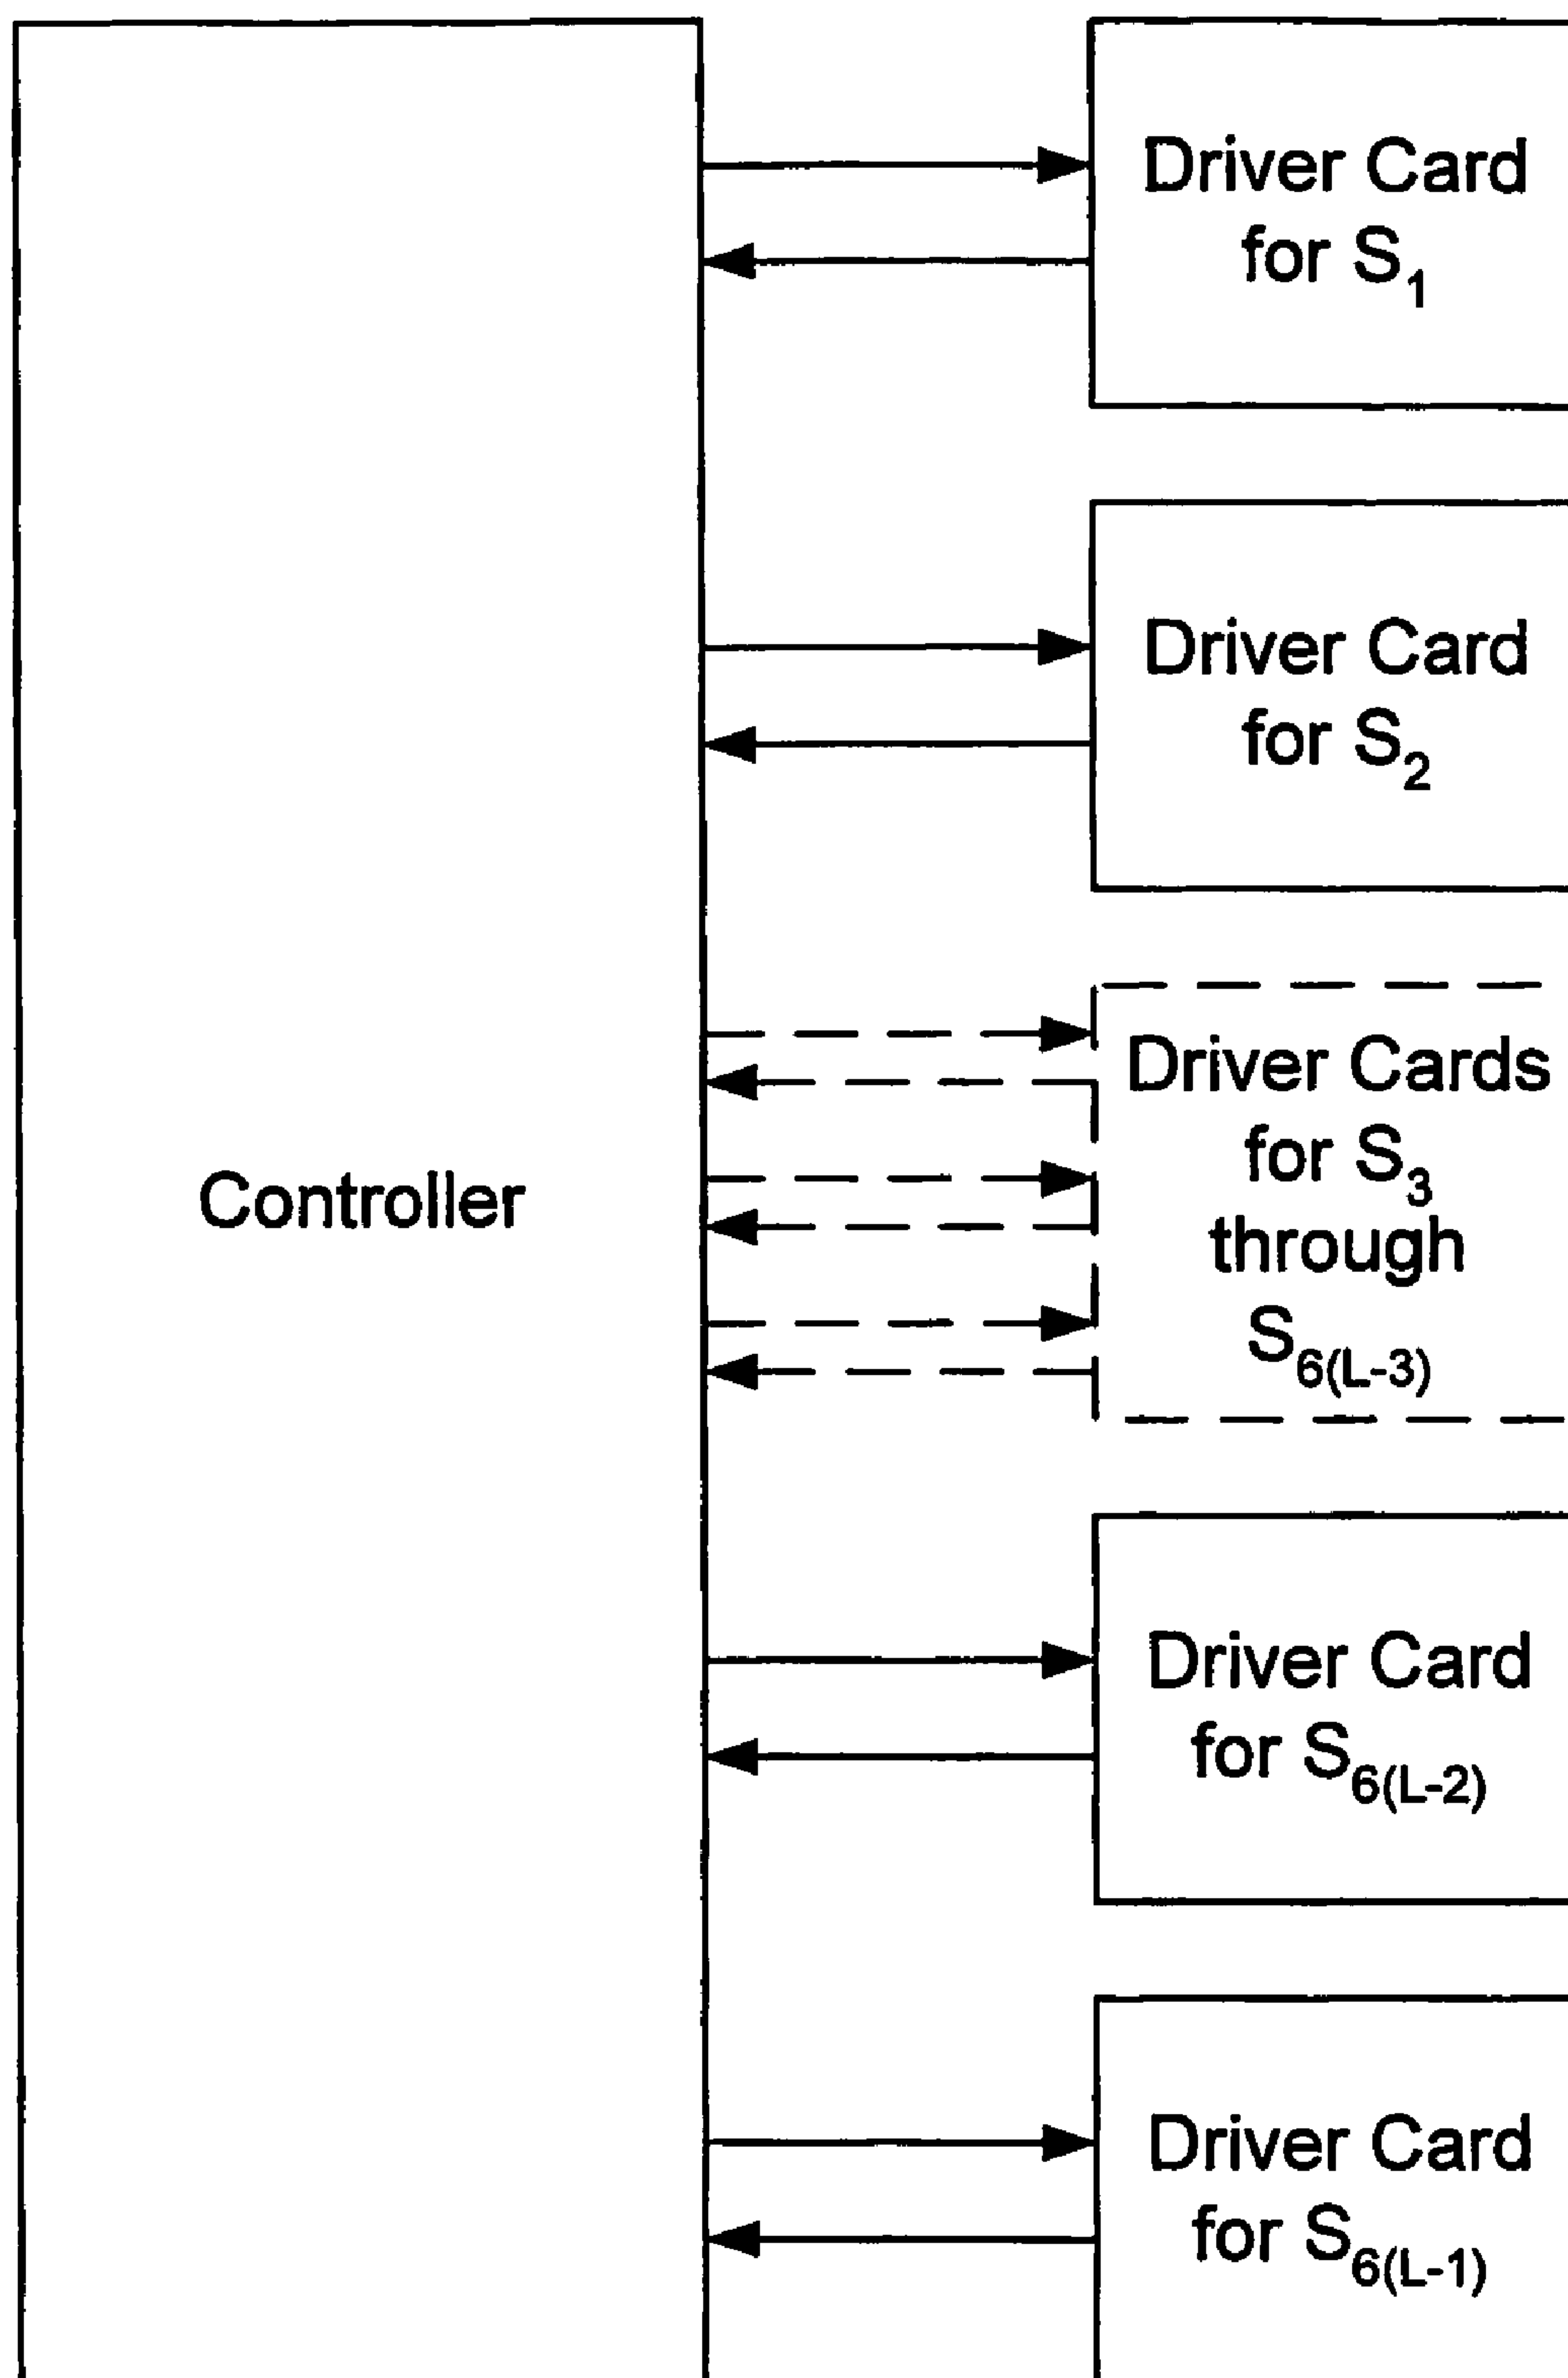 Driver Card
for S₁
Driver Card
for S₂
Controller
Driver Cards
for S₃
through
S₆₍L₋₃₎
Driver Card
for S₆₍L₋₂₎
Driver Card
for S₆₍L₋₁₎